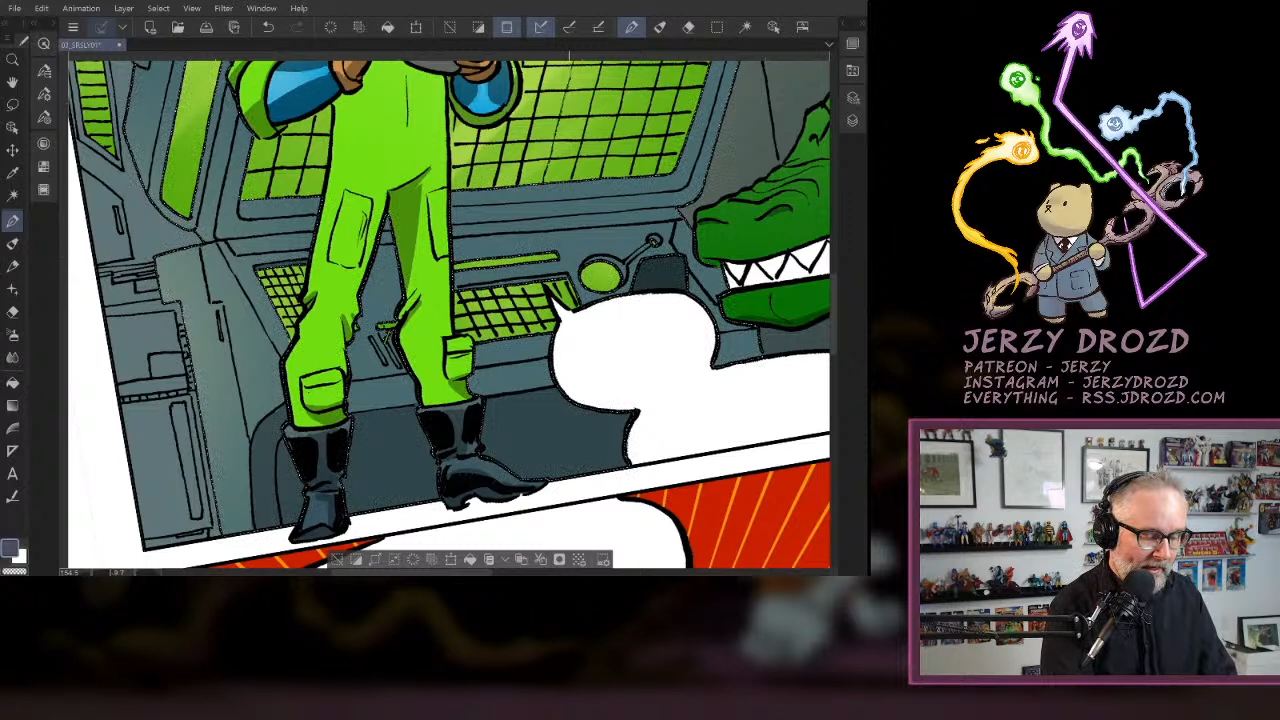 File Edit Animation Layer Select View Filter Window Help
JERZY DROZD
PATREON - JERZY
INSTAGRAM - JERZYDROZD
EVERYTHING - RSS.JDROZD.COM